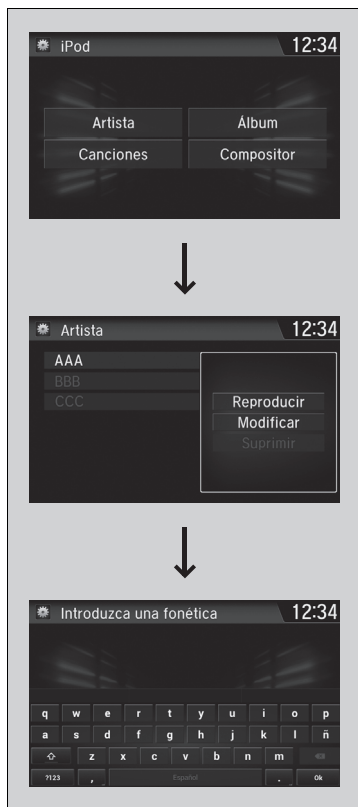 iPod 12:34
Artista Álbum
Canciones Compositor
Artista 12:34
AAA
BBB
CCC
Reproducir
Modificar
Suprimir
Introduzca una fonética 12:34
q w e r t y u i o p
a s d f g h j k l ñ
z x c v b n m
?123 , Español . Ok